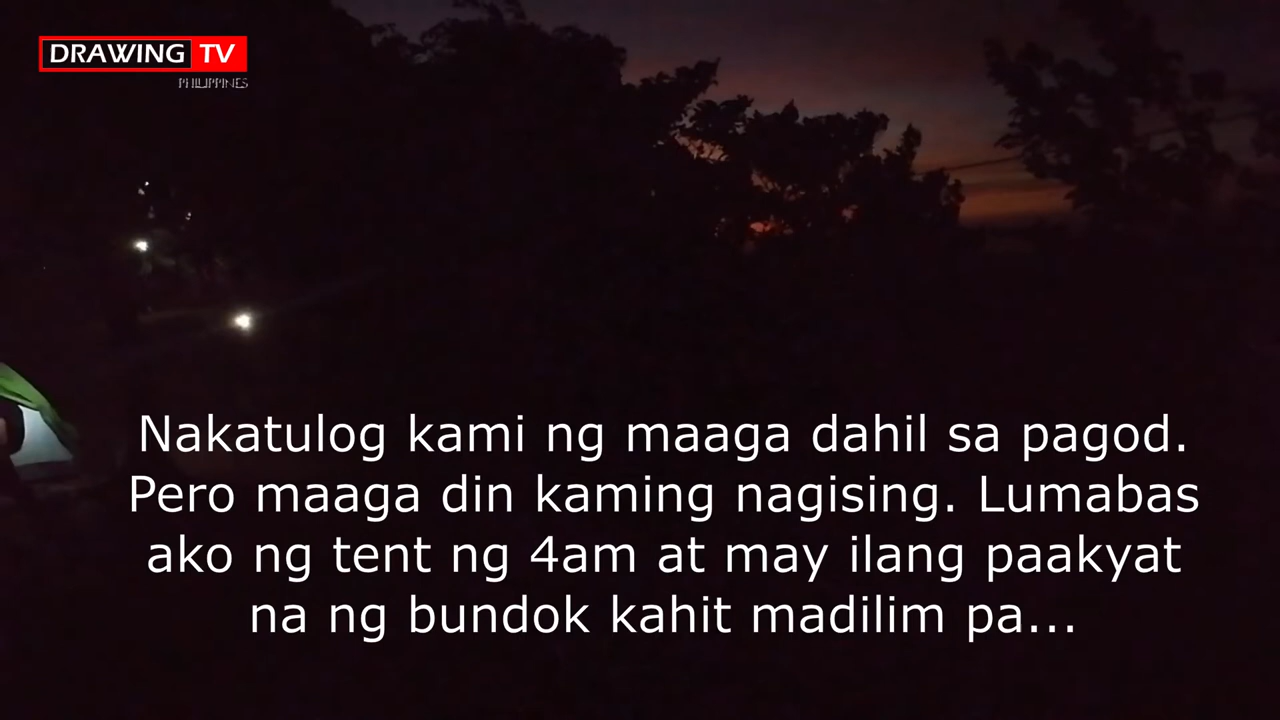 DRAWING TV
PHILIPPINES
Nakatulog kami ng maaga dahil sa pagod.
Pero maaga din kaming nagising. Lumabas
ako ng tent ng 4am at may ilang paakyat
na ng bundok kahit madilim pa...